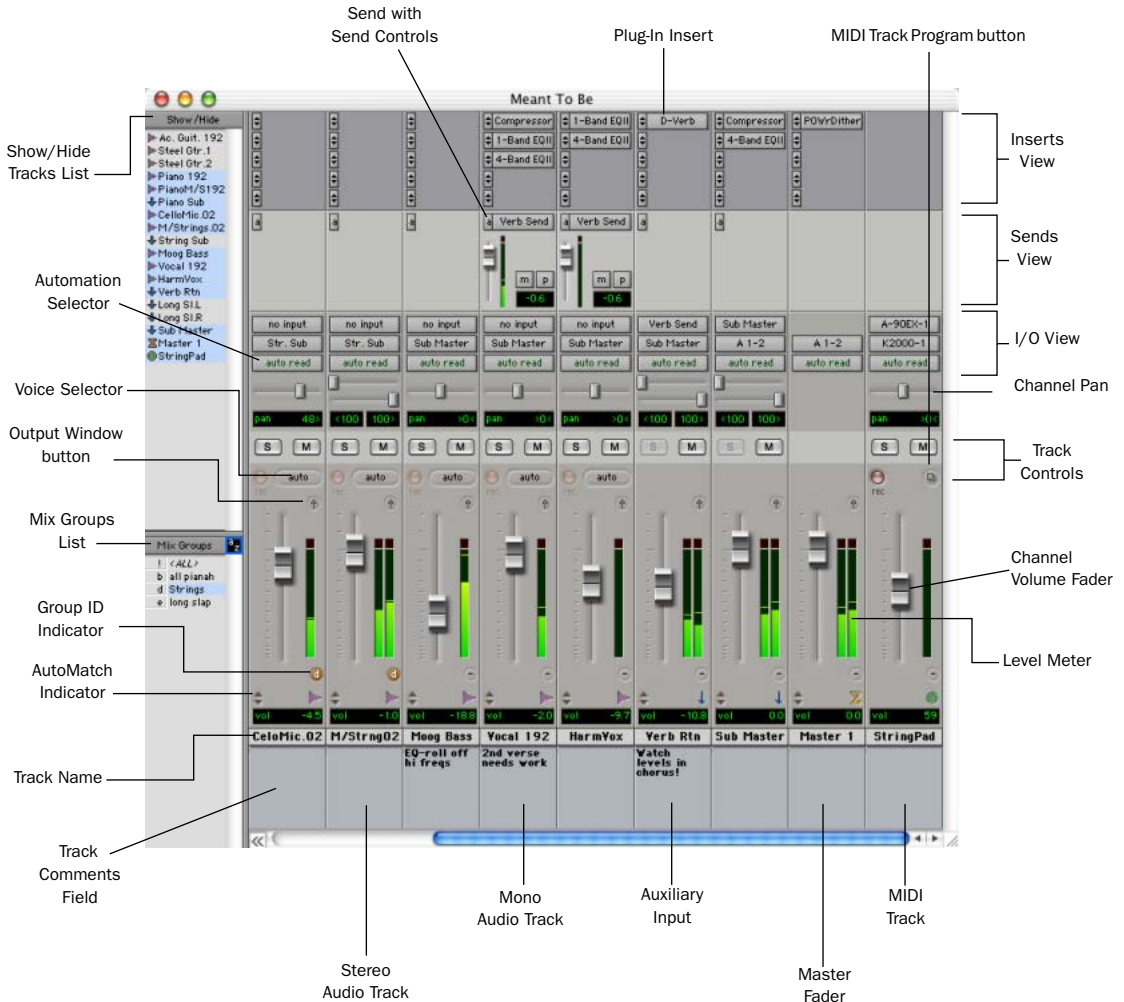 Send with
Send Controls
Plug-In Insert
MIDI Track Program button
Meant To Be
Show/Hide
Tracks List
Show/Hide
Ac. Guit. 192
Steel Gtr.1
Steel Gtr.2
Piano 192
PianoM/S192
Piano Sub
CelloMic.02
M/Strings.02
String Sub
Moog Bass
Vocal 192
HarmVox
Verb Rtn
Long Sl.L
Long Sl.R
Sub Master
Master 1
StringPad
Compressor 1-Band EQII D-Verb Compressor POWrDither
1-Band EQII 4-Band EQII 4-Band EQII
4-Band EQII
Inserts
View
a a a a Verb Send a Verb Send a a
m p m p
-0.6 -0.6
Sends
View
Automation
Selector
no input no input no input no input no input Verb Send Sub Master A-90EX-1
Str. Sub Str. Sub Sub Master Sub Master Sub Master Sub Master A 1-2 A 1-2 K2000-1
auto read auto read auto read auto read auto read auto read auto read auto read auto read
I/O View
Channel Pan
pan 48> <100 100> pan >0< pan >0< pan >0< <100 100> <100 100> pan >0<
S M S M S M S M S M S M S M S M
Track
Controls
Voice Selector
Output Window
button
rec auto rec auto rec auto rec auto rec auto rec
Mix Groups
List
Mix Groups
a
z
! <ALL>
b all pianah
d Strings
e long slap
Channel
Volume Fader
Group ID
Indicator
d d
Level Meter
AutoMatch
Indicator
vol -4.5 vol -1.0 vol -18.8 vol -2.0 vol -9.7 vol -10.8 vol 0.0 vol 0.0 vol 59
CeloMic.02 M/Strng02 Moog Bass Vocal 192 HarmVox Verb Rtn Sub Master Master 1 StringPad
Track Name
EQ-roll off
hi freqs
2nd verse
needs work
Watch
levels in
chorus!
Track
Comments
Field
Stereo
Audio Track
Mono
Audio Track
Auxiliary
Input
Master
Fader
MIDI
Track